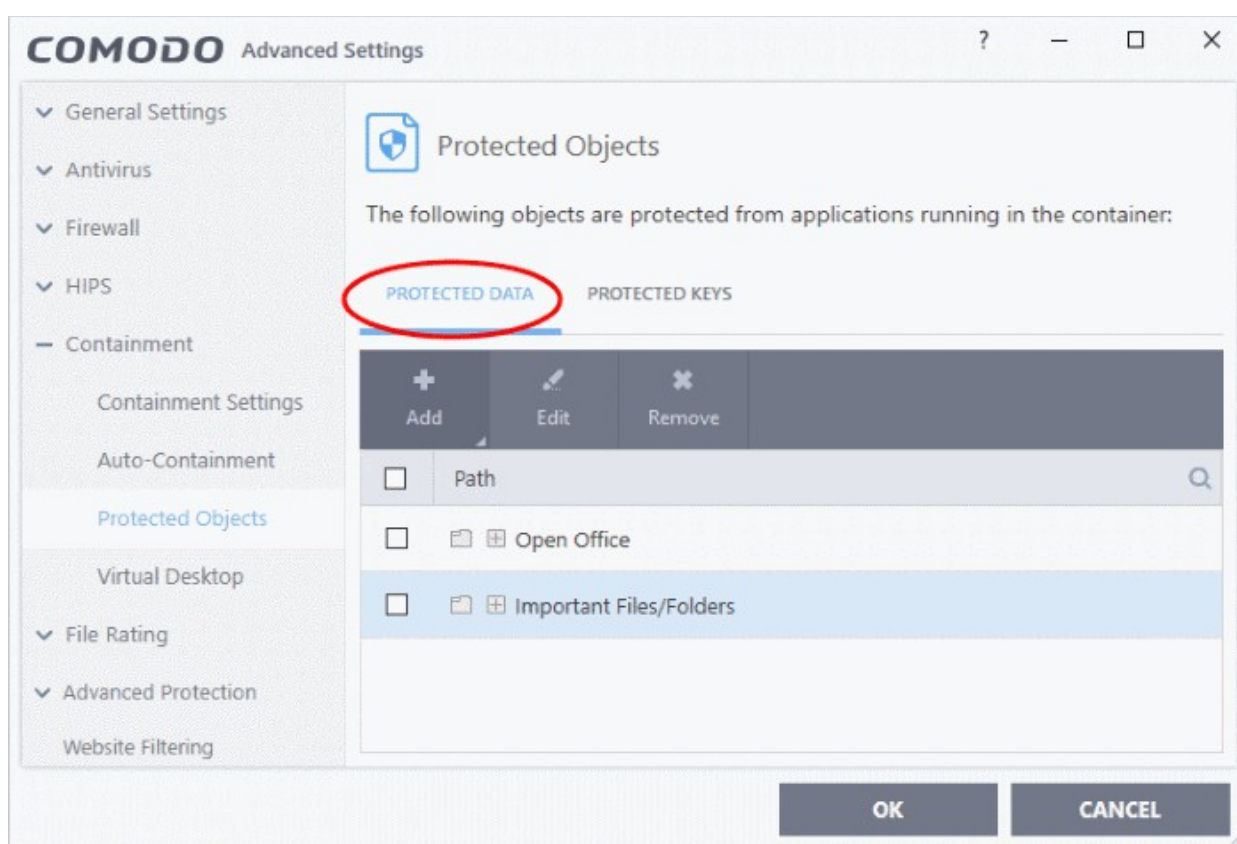 COMODO Advanced Settings
?
General Settings
Antivirus
Firewall
HIPS
Containment
Containment Settings
Auto-Containment
Protected Objects
Virtual Desktop
File Rating
Advanced Protection
Website Filtering
Protected Objects
The following objects are protected from applications running in the container:
PROTECTED DATA PROTECTED KEYS
Add Edit Remove
Path
Open Office
Important Files/Folders
OK CANCEL